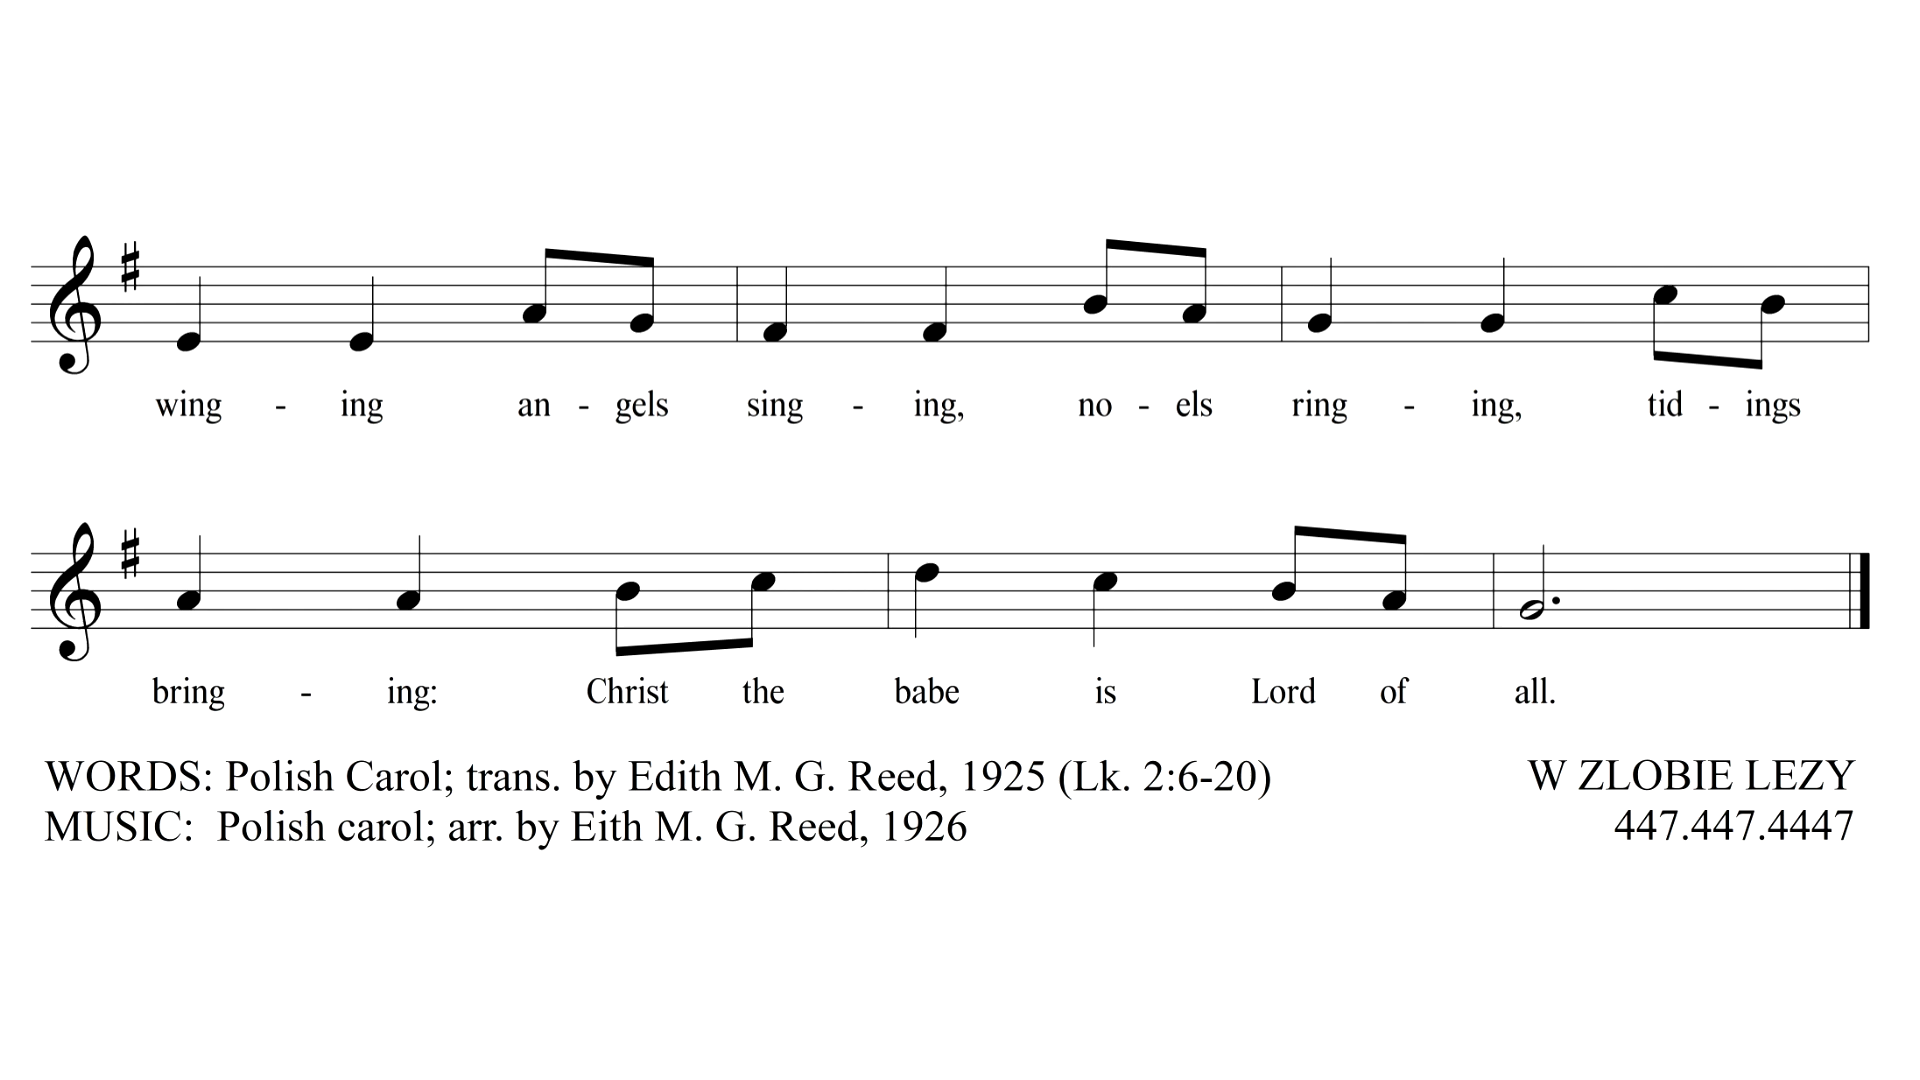 wing - ing an - gels sing - ing, no - els ring - ing, tid - ings
bring - ing: Christ the babe is Lord of all.
WORDS: Polish Carol; trans. by Edith M. G. Reed, 1925 (Lk. 2:6-20) W ZLOBIE LEZY
MUSIC: Polish carol; arr. by Eith M. G. Reed, 1926 447.447.4447